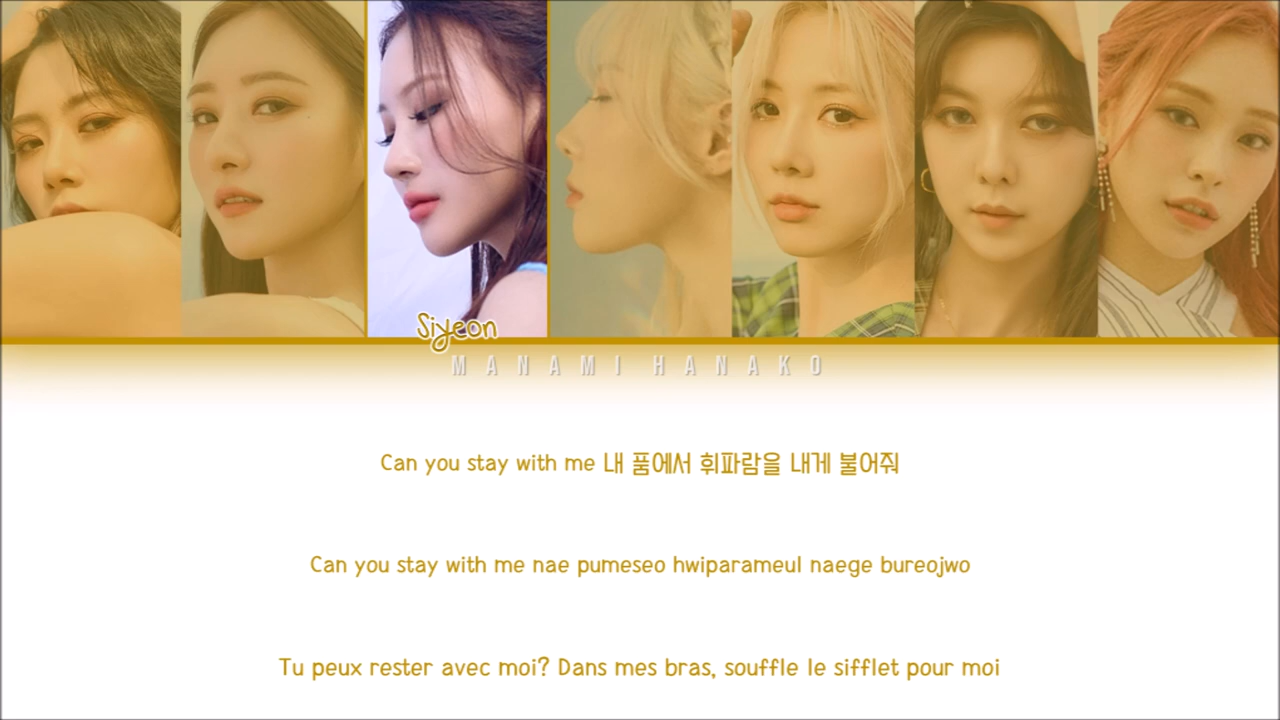 Siyeon
MANAMI HANAKO
Can you stay with me 내 품에서 휘파람을 내게 불어줘
Can you stay with me nae pumeseo hwiparameul naege bureojwo
Tu peux rester avec moi? Dans mes bras, souffle le sifflet pour moi